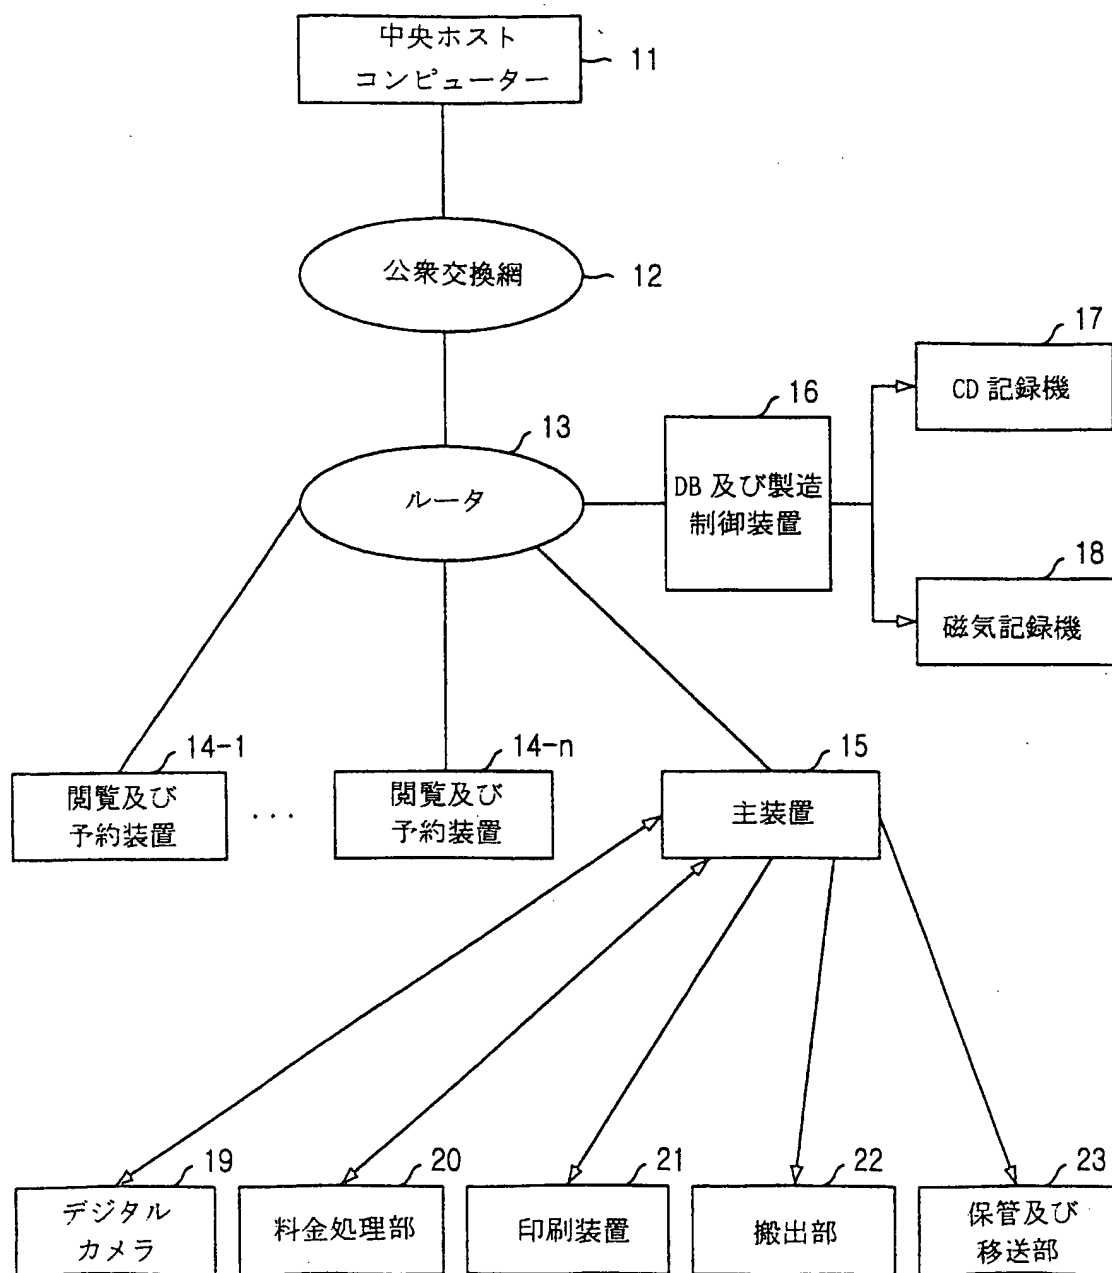 中央ホスト
コンピューター
11
公衆交換網
12
17
CD 記録機
16
13
DB 及び製造
制御装置
ルータ
18
磁気記録機
14-1
閲覧及び
予約装置
...
14-n
閲覧及び
予約装置
15
主装置
19
デジタル
カメラ
20
料金処理部
21
印刷装置
22
搬出部
23
保管及び
移送部